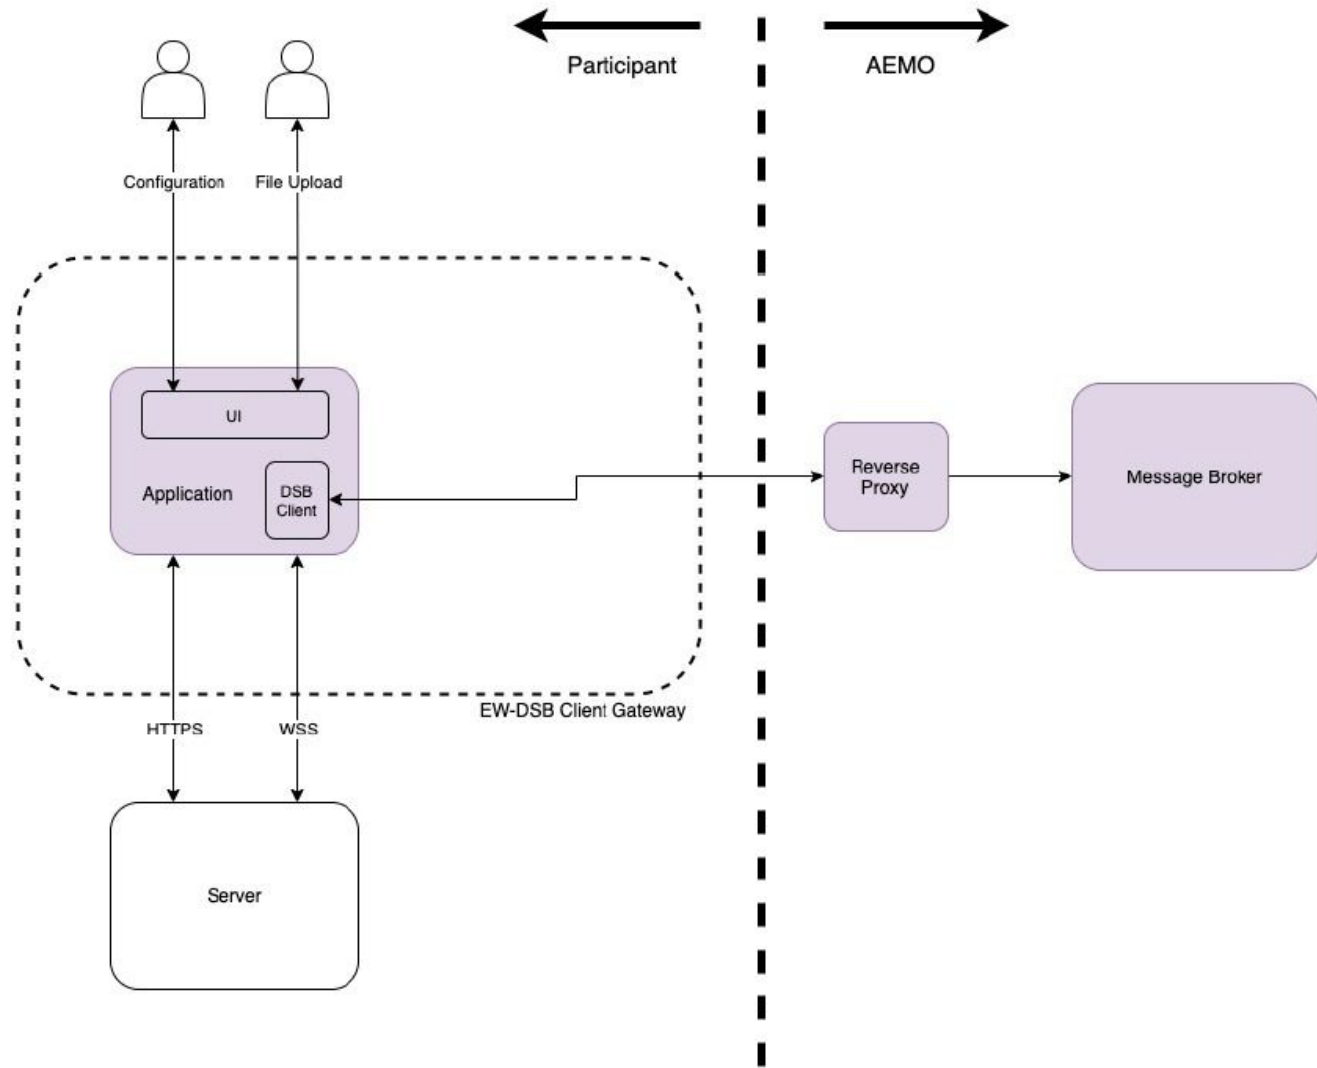 Participant
AEMO
Configuration
File Upload
UI
Application
DSB
Client
Reverse
Proxy
Message Broker
EW-DSB Client Gateway
HTTPS
WSS
Server